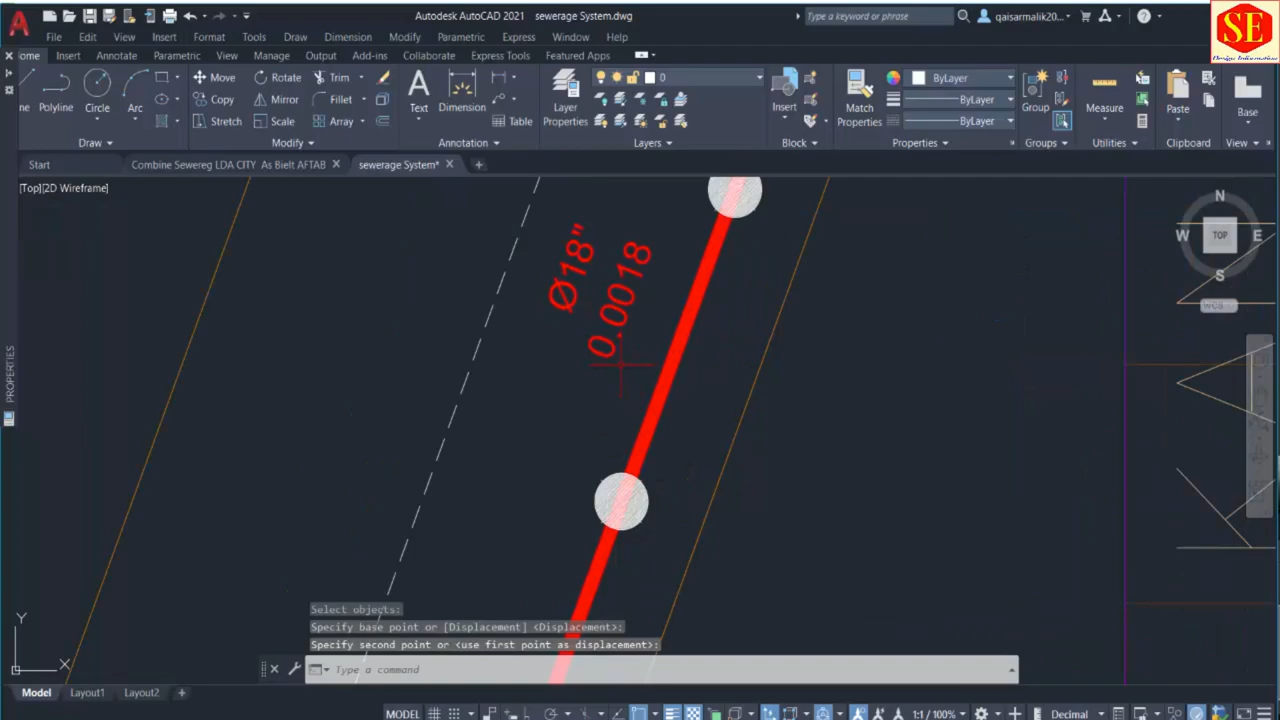 Autodesk AutoCAD 2021 sewerage System.dwg
Type a keyword or phrase
qaisarmalik20...
SE
Design Information
File Edit View Insert Format Tools Draw Dimension Modify Parametric Express Window Help
ome Insert Annotate Parametric View Manage Output Add-ins Collaborate Express Tools Featured Apps
ne Polyline Circle Arc
Move Rotate Trim
Copy Mirror Fillet
Stretch Scale Array
Text Dimension Table
Layer Properties
0
Insert
Match Properties
ByLayer
ByLayer
ByLayer
Group
Measure
Paste
Base
Draw Modify Annotation Layers Block Properties Groups Utilities Clipboard View
Start Combine Sewereg LDA CITY As Bielt AFTAB sewerage System*
[Top][2D Wireframe]
N
W TOP E
S
WCS
Ø18"
0.0018
PROPERTIES
Select objects:
Specify base point or [Displacement] <Displacement>:
Specify second point or <use first point as displacement>:
Type a command
Y
X
Model Layout1 Layout2
MODEL 1:1 / 100% Decimal